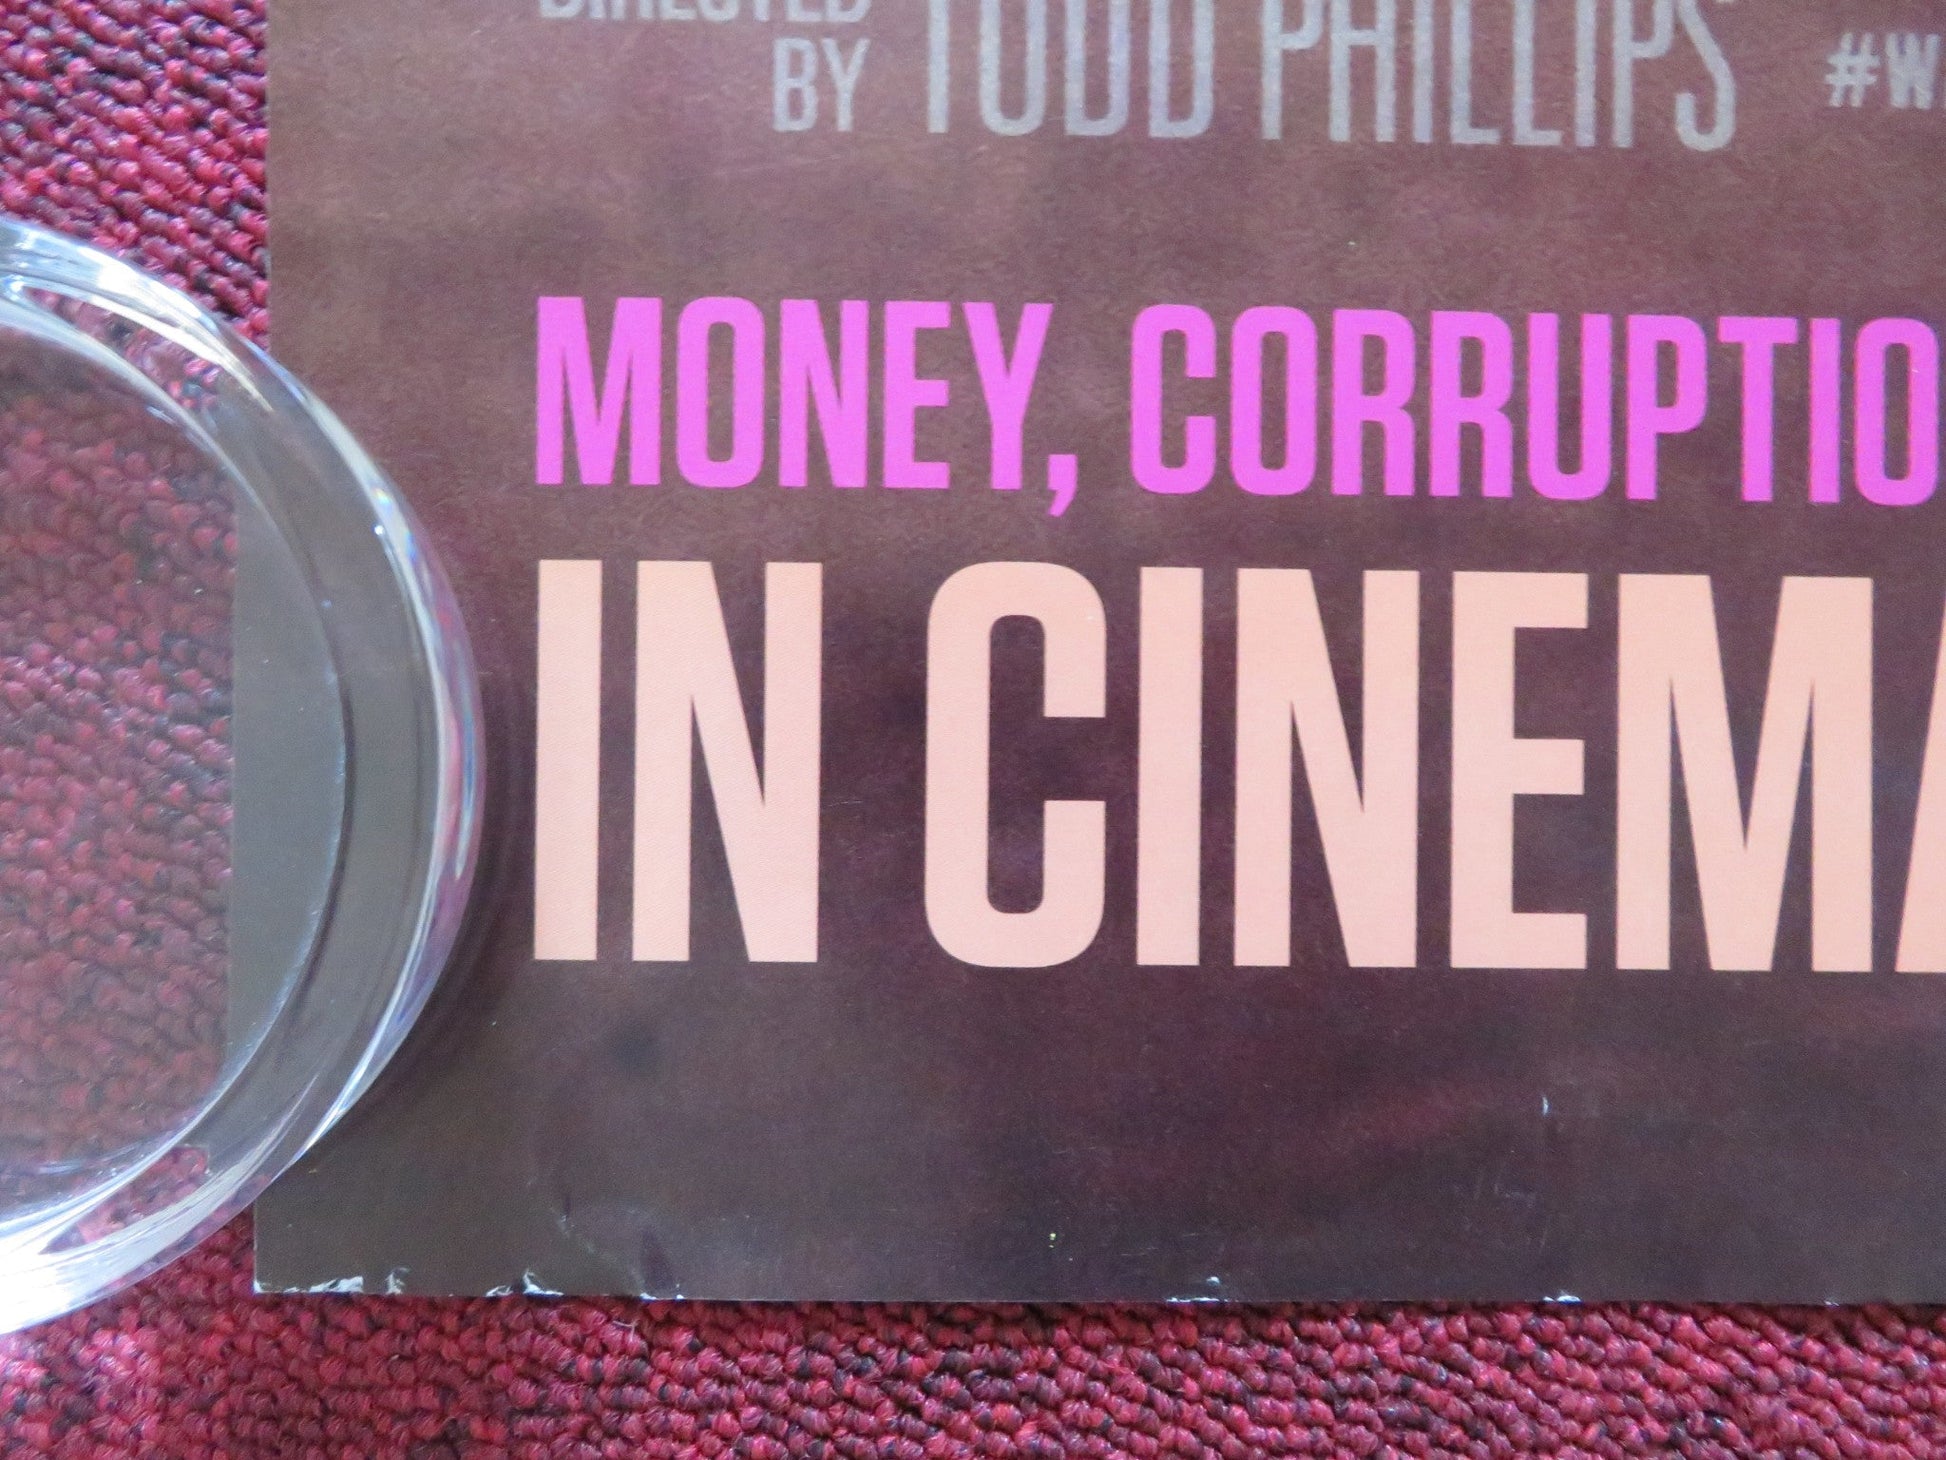 DIRECTED
BY TODD PHILLIPS
MONEY, CORRUPTIO
IN CINEMA